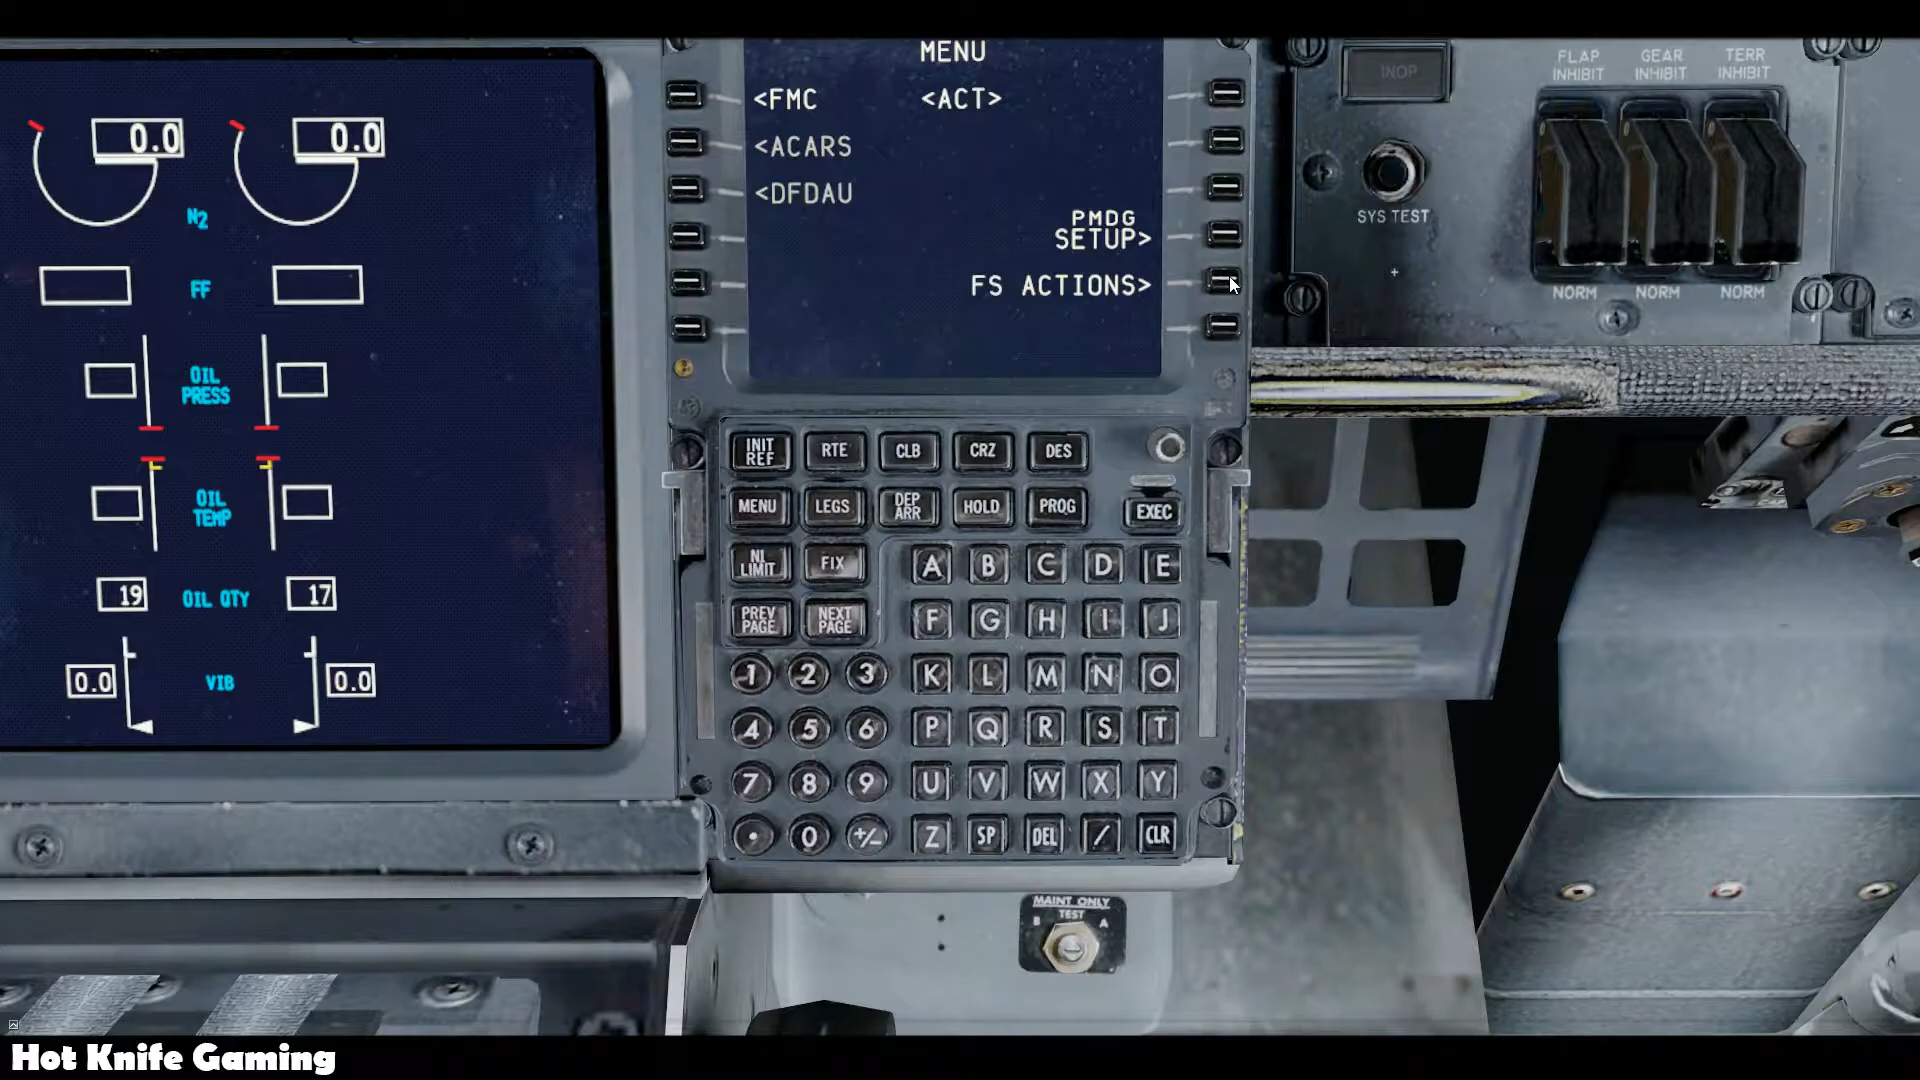 0.0
0.0
N2
FF
OIL
PRESS
OIL
TEMP
19
OIL QTY
17
0.0
VIB
0.0
MENU
<FMC
<ACT>
<ACARS
<DFDAU
PMDG
SETUP>
FS ACTIONS>
INIT
REF
RTE
CLB
CRZ
DES
MENU
LEGS
DEP
ARR
HOLD
PROG
EXEC
N1
LIMIT
FIX
A B C D E
PREV
PAGE
NEXT
PAGE
F G H I J
1 2 3 K L M N O
4 5 6 P Q R S T
7 8 9 U V W X Y
. 0 +/- Z SP DEL / CLR
MAINT ONLY
TEST
B A
INOP
SYS TEST
FLAP
INHIBIT
GEAR
INHIBIT
TERR
INHIBIT
NORM
NORM
NORM
Hot Knife Gaming